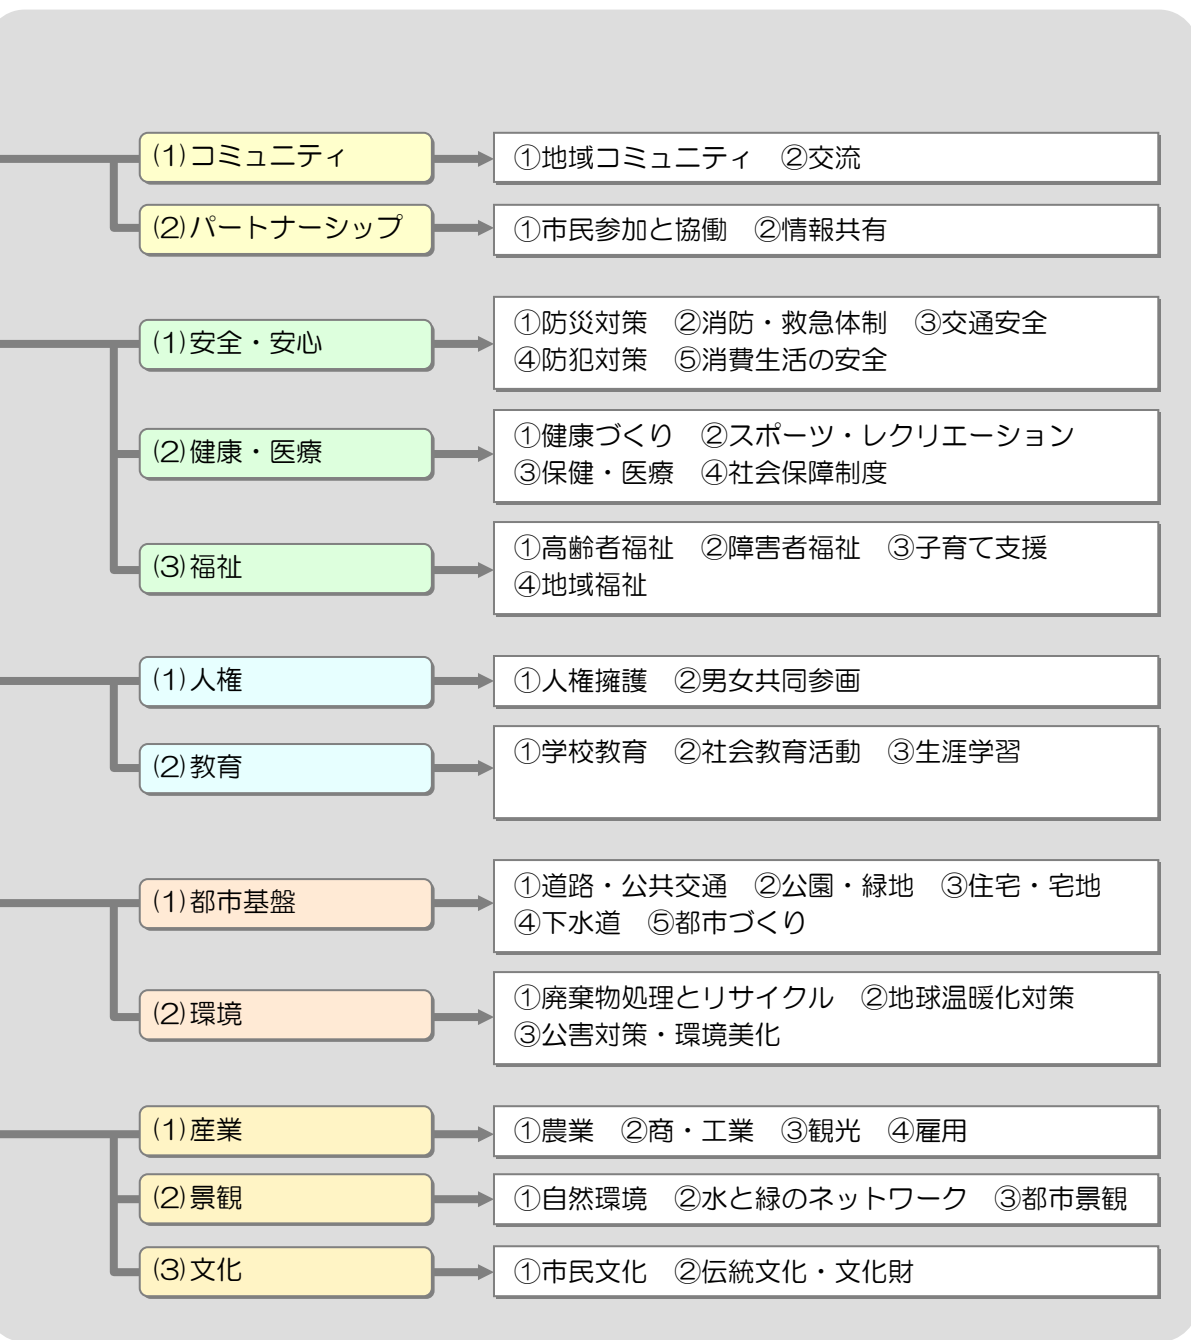 (1)コミュニティ
①地域コミュニティ　②交流
(2)パートナーシップ
①市民参加と協働　②情報共有
(1)安全・安心
①防災対策　②消防・救急体制　③交通安全
④防犯対策　⑤消費生活の安全
(2)健康・医療
①健康づくり　②スポーツ・レクリエーション
③保健・医療　④社会保障制度
(3)福祉
①高齢者福祉　②障害者福祉　③子育て支援
④地域福祉
(1)人権
①人権擁護　②男女共同参画
(2)教育
①学校教育　②社会教育活動　③生涯学習
(1)都市基盤
①道路・公共交通　②公園・緑地　③住宅・宅地
④下水道　⑤都市づくり
(2)環境
①廃棄物処理とリサイクル　②地球温暖化対策
③公害対策・環境美化
(1)産業
①農業　②商・工業　③観光　④雇用
(2)景観
①自然環境　②水と緑のネットワーク　③都市景観
(3)文化
①市民文化　②伝統文化・文化財